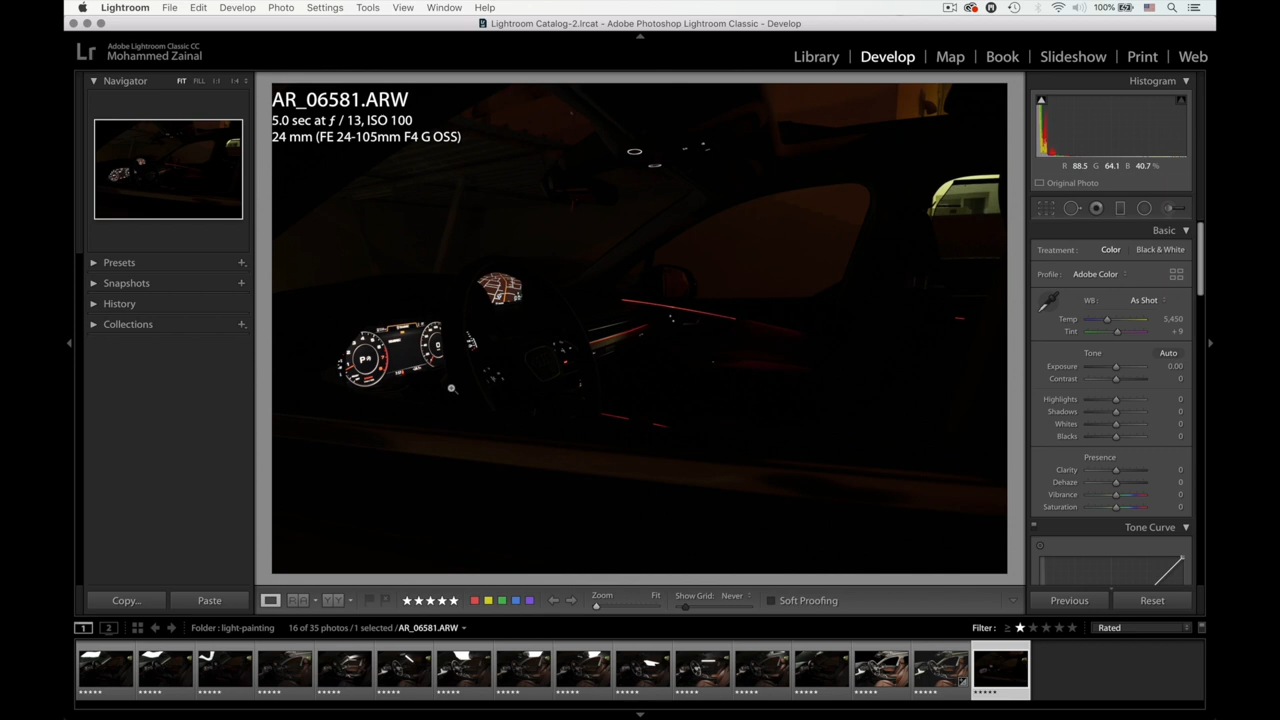 Lightroom File Edit Develop Photo Settings Tools View Window Help 100%
Lightroom Catalog-2.lrcat - Adobe Photoshop Lightroom Classic - Develop
Lr Adobe Lightroom Classic CC
Mohammed Zainal
Library | Develop | Map | Book | Slideshow | Print | Web
Navigator FIT FILL 1:1 1:4
Histogram
AR_06581.ARW
5.0 sec at ƒ / 13, ISO 100
24 mm (FE 24-105mm F4 G OSS)
R 88.5 G 64.1 B 40.7 %
Original Photo
Basic
Treatment : Color Black & White
Profile : Adobe Color
WB : As Shot
Temp 5,450
Tint + 9
Tone Auto
Exposure 0.00
Contrast 0
Highlights 0
Shadows 0
Whites 0
Blacks 0
Presence
Clarity 0
Dehaze 0
Vibrance 0
Saturation 0
Tone Curve
Presets
Snapshots
History
Collections
Copy... Paste
Zoom Fit Show Grid: Never Soft Proofing
Previous Reset
1 2 Folder : light-painting 16 of 35 photos / 1 selected / AR_06581.ARW
Filter : ≥ Rated